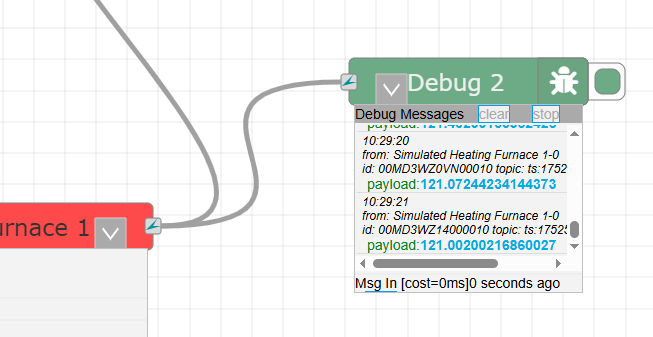 Debug 2
Debug Messages clear stop
10:29:20
from: Simulated Heating Furnace 1-0
id: 00MD3WZ0VN00010 topic: ts:1752
payload:121.07244234144373
10:29:21
from: Simulated Heating Furnace 1-0
id: 00MD3WZ14000010 topic: ts:1752
payload:121.00200216860027
Msg In [cost=0ms]0 seconds ago
urnace 1